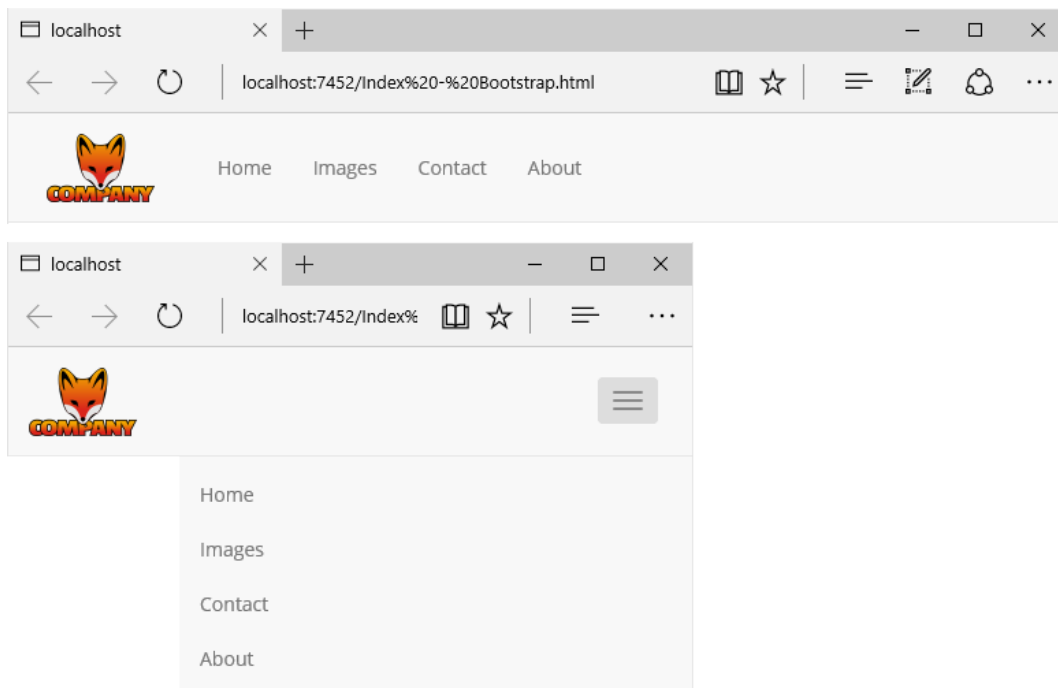 localhost
localhost:7452/Index%20-%20Bootstrap.html
COMPANY Home Images Contact About
localhost
localhost:7452/Index%
COMPANY
Home
Images
Contact
About